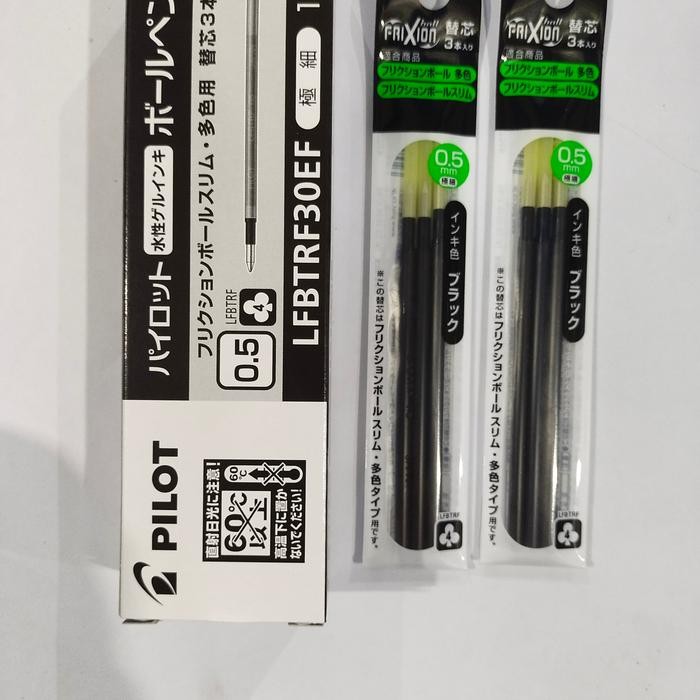 パイロット 水性ゲルインキ ボールペン
フリクションボールスリム・多色用 替芯3本
LFBTRF
4
0.5
LFBTRF30EF 極細 1
PILOT
直射日光に注意!
60℃
60℃以上
高温下に置か
ないでください!
FRIXION ball
替芯
3本入り
適合商品
フリクションボール 多色
フリクションボールスリム
0.5
mm
極細
インキ色 ブラック
※この替芯はフリクションボール スリム・多色タイプ用です。
LFBTRF
4
FRIXION ball
替芯
3本入り
適合商品
フリクションボール 多色
フリクションボールスリム
0.5
mm
極細
インキ色 ブラック
※この替芯はフリクションボール スリム・多色タイプ用です。
LFBTRF
4